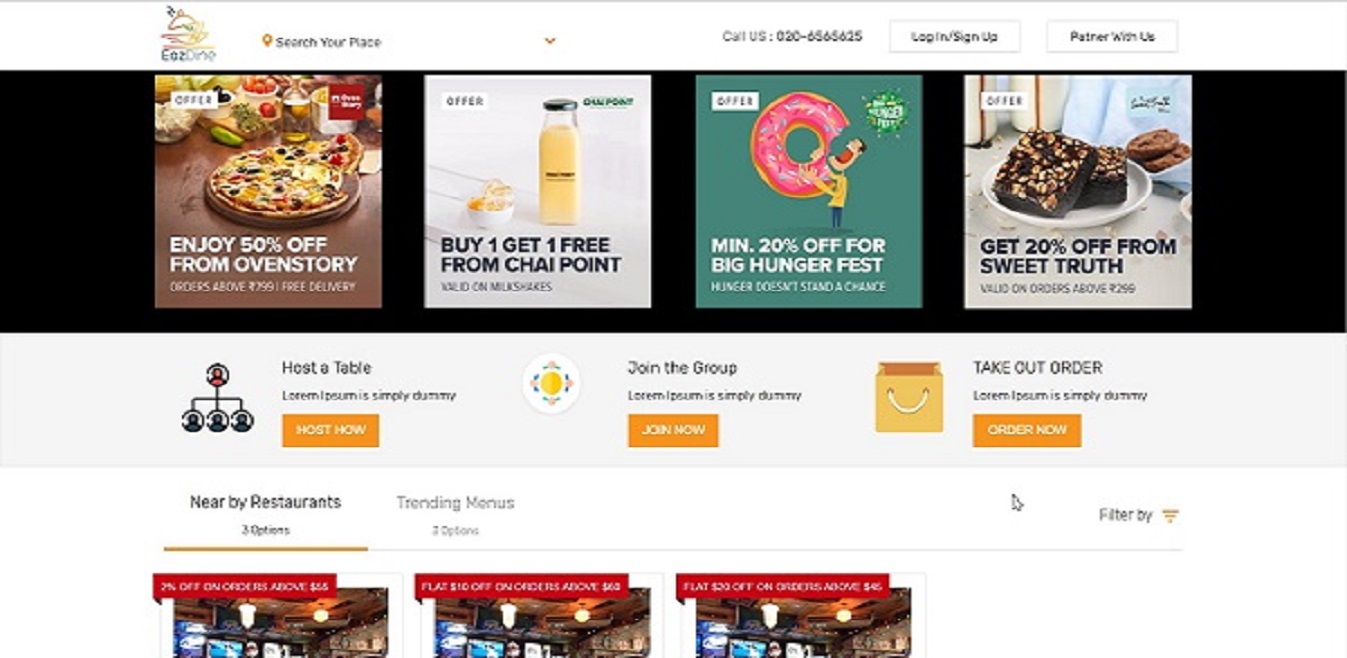 EazDine
Search Your Place
Call US : 020-6565625
Log In/Sign Up
Patner With Us
OFFER
ENJOY 50% OFF
FROM OVENSTORY
ORDERS ABOVE ₹799 | FREE DELIVERY
OFFER
CHAI POINT
BUY 1 GET 1 FREE
FROM CHAI POINT
VALID ON MILKSHAKES
OFFER
MIN. 20% OFF FOR
BIG HUNGER FEST
HUNGER DOESN'T STAND A CHANCE
OFFER
Sweet Truth
GET 20% OFF FROM
SWEET TRUTH
VALID ON ORDERS ABOVE ₹299
Host a Table
Lorem Ipsum is simply dummy
HOST NOW
Join the Group
Lorem Ipsum is simply dummy
JOIN NOW
TAKE OUT ORDER
Lorem Ipsum is simply dummy
ORDER NOW
Near by Restaurants
3 Options
Trending Menus
3 Options
Filter by
2% OFF ON ORDERS ABOVE $55
FLAT $10 OFF ON ORDERS ABOVE $60
FLAT $20 OFF ON ORDERS ABOVE $45